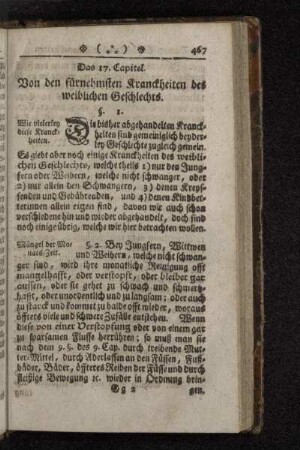 ( ) 467
Das 17. Capitel.
Von den fürnehmsten Kranckheiten des
weiblichen Geschlechts.
§. 1.
Wie vielerley
diese Kranck-
heiten.
Die bisher abgehandelten Kranck-
heiten sind gemeiniglich beyder-
ley Geschlechte zugleich gemein.
Es giebt aber noch einige Kranckheiten des weibli-
chen Geschlechts, welche theils 1) nur den Jung-
fern oder Weibern, welche nicht schwanger, oder
2) nur allein den Schwangern, 3) denen Kreys-
senden und Gebährenden, und 4) denen Kindbet-
terinnen allein eigen sind, davon wir auch schon
verschiedene hin und wieder abgehandelt, doch sind
noch einige übrig, welche wir hier betrachten wollen.
Mängel der Mo-
nats-Zeit.
§. 2. Bey Jungfern, Wittwen
und Weibern, welche nicht schwan-
ger sind, wird ihre monatliche Reinigung offt
mangelhafft, oder verstopft, oder bleibet gar
aussen, oder sie gehet zu schwach und schmertz-
hafft, oder unordentlich und zu langsam; oder auch
zu starck und kommt zu balde offt wieder, woraus
öffters viele und schwere Zufälle entstehen. Wenn
diese von einer Verstopfung oder von einem gar
zu sparsamen Flusse herrühren; so muß man sie
nach dem 9. §. des 9. Cap. durch treibende Mut-
ter-Mittel, durch Aderlassen an den Füssen, Fuß-
bäder, Bäder, öffteres Reiben der Füsse und durch
fleißige Bewegung ꝛc. wieder in Ordnung brin-
Gg 2 gen.